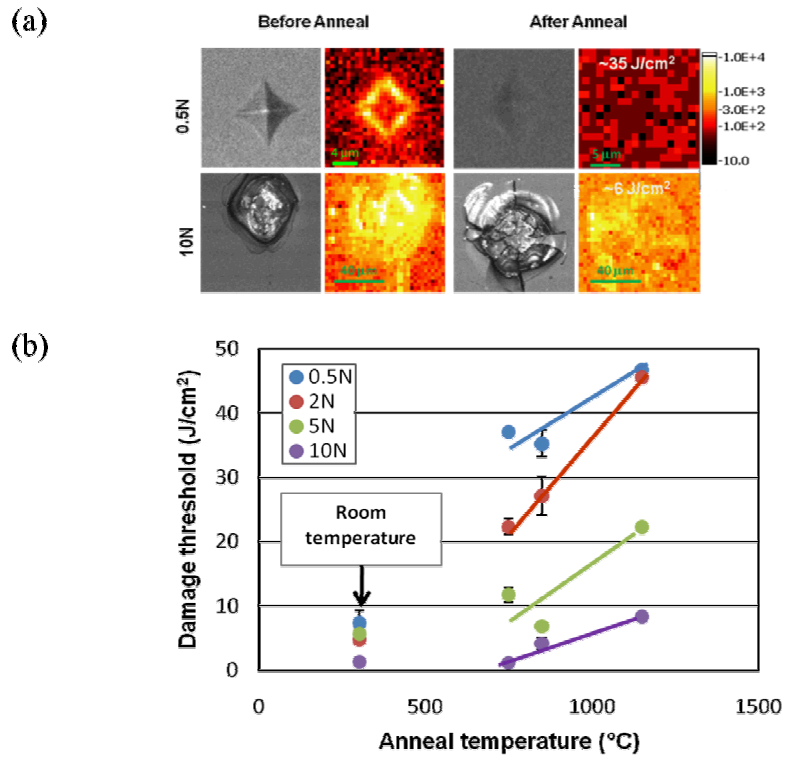 (a)
Before Anneal After Anneal
0.5N
4 μm
~35 J/cm²
5 μm
1.0E+4
1.0E+3
3.0E+2
1.0E+2
10.0
10N
40 μm
~6 J/cm²
40 μm
(b)
Damage threshold (J/cm²)
50
40
30
20
10
0
0.5N
2N
5N
10N
Room
temperature
0 500 1000 1500
Anneal temperature (°C)